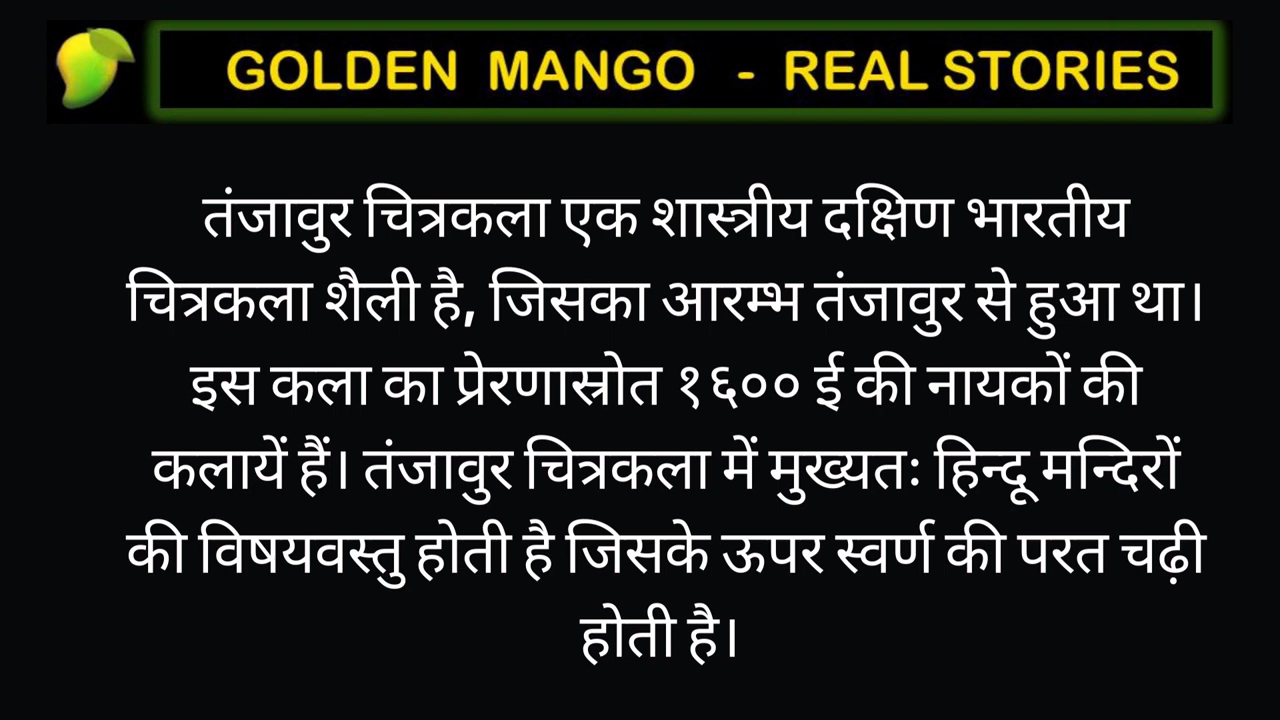 GOLDEN MANGO - REAL STORIES
तंजावुर चित्रकला एक शास्त्रीय दक्षिण भारतीय
चित्रकला शैली है, जिसका आरम्भ तंजावुर से हुआ था।
इस कला का प्रेरणास्रोत १६०० ई की नायकों की
कलायें हैं। तंजावुर चित्रकला में मुख्यतः हिन्दू मन्दिरों
की विषयवस्तु होती है जिसके ऊपर स्वर्ण की परत चढ़ी
होती है।